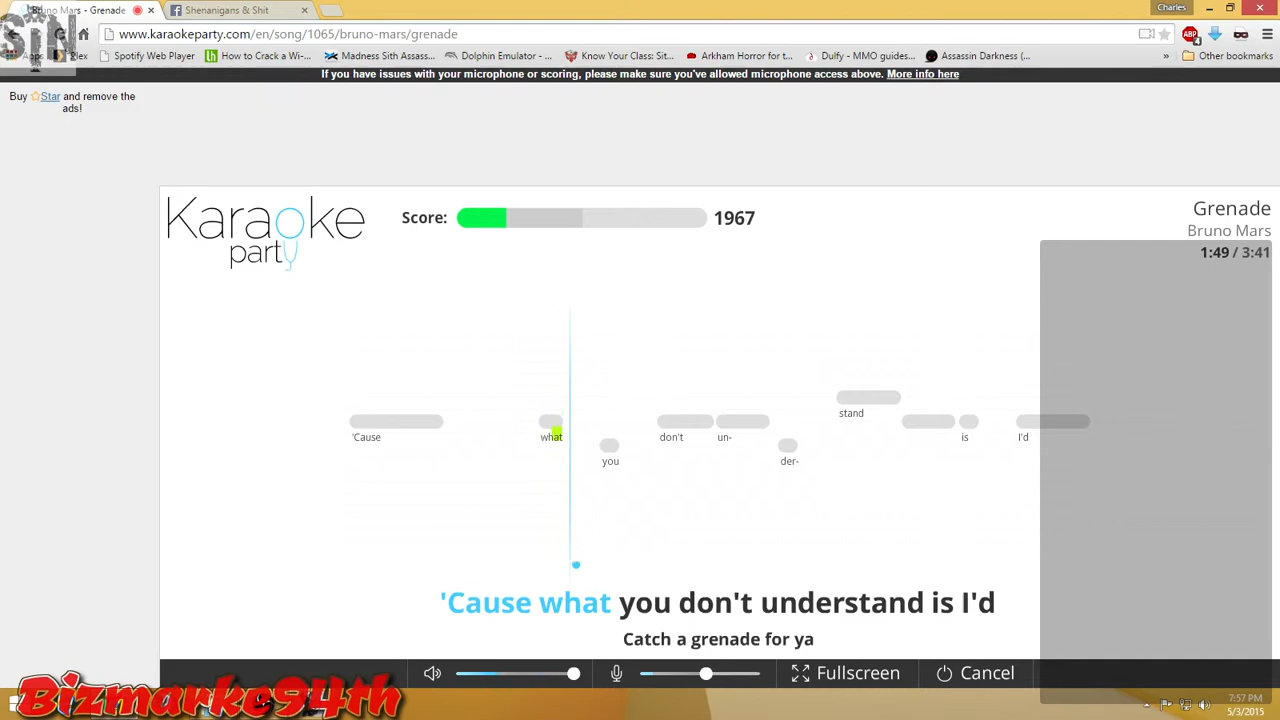 Bruno Mars - Grenade
Shenanigans & Shit
Charles
STN
www.karaokeparty.com/en/song/1065/bruno-mars/grenade
Apps
Plex
Spotify Web Player
How to Crack a Wi-...
Madness Sith Assass...
Dolphin Emulator - ...
Know Your Class: Sit...
Arkham Horror for t...
Dulfy - MMO guides...
Assassin Darkness (...
»
Other bookmarks
If you have issues with your microphone or scoring, please make sure you've allowed microphone access above. More info here
Buy Star and remove the
ads!
Karaoke
party
Score:
1967
Grenade
Bruno Mars
1:49 / 3:41
stand
'Cause
what
don't
un-
is
I'd
you
der-
'Cause what you don't understand is I'd
Catch a grenade for ya
Fullscreen
Cancel
Bizmarke94th
7:57 PM
5/3/2015